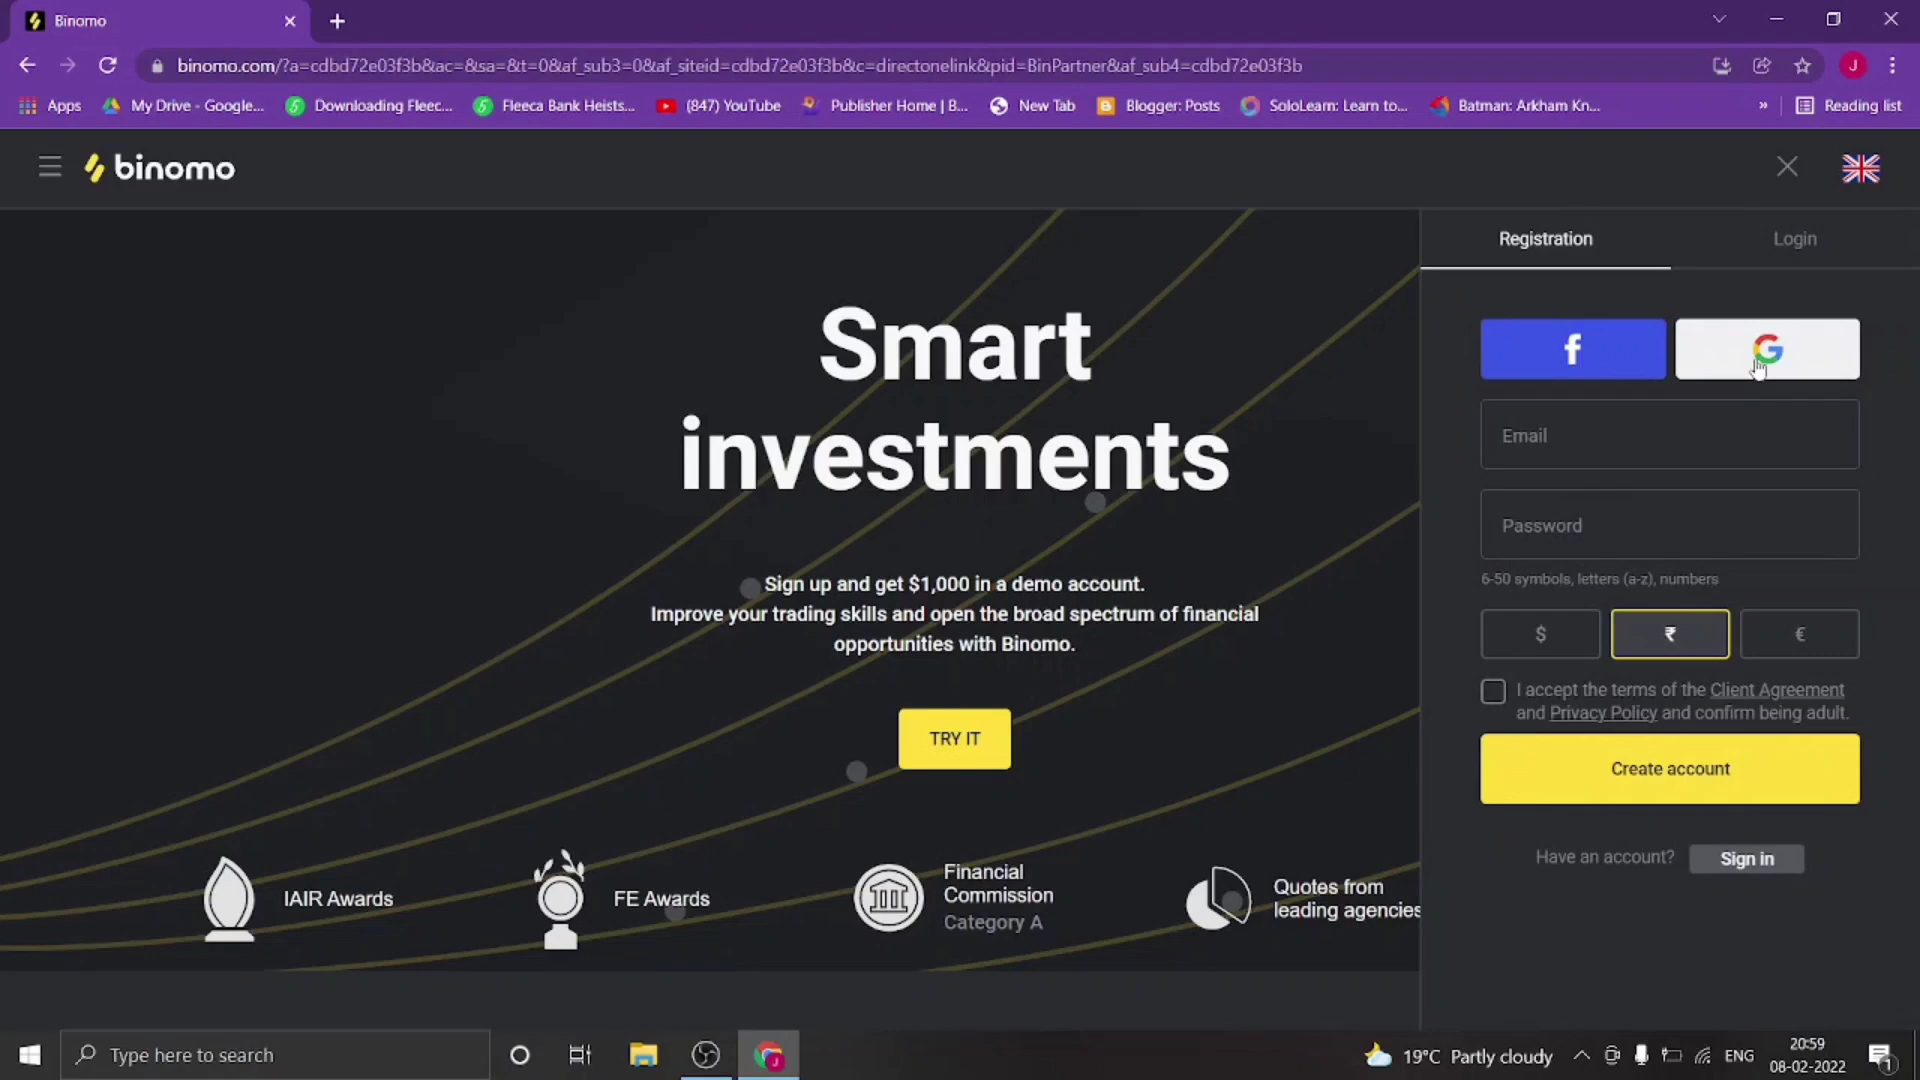 Binomo
binomo.com/?a=cdbd72e03f3b&ac=&sa=&t=0&af_sub3=0&af_siteid=cdbd72e03f3b&c=directonelink&pid=BinPartner&af_sub4=cdbd72e03f3b
J
Apps
My Drive - Google...
Downloading Fleec...
Fleeca Bank Heists...
(847) YouTube
Publisher Home | B...
New Tab
Blogger: Posts
SoloLearn: Learn to...
Batman: Arkham Kn...
»
Reading list
binomo
Registration
Login
Smart
investments
Sign up and get $1,000 in a demo account.
Improve your trading skills and open the broad spectrum of financial
opportunities with Binomo.
TRY IT
IAIR Awards
FE Awards
Financial
Commission
Category A
Quotes from
leading agencies
f
G
Email
Password
6-50 symbols, letters (a-z), numbers
$
₹
€
I accept the terms of the Client Agreement
and Privacy Policy and confirm being adult.
Create account
Have an account?
Sign in
Type here to search
J
19°C Partly cloudy
ENG
20:59
08-02-2022
1